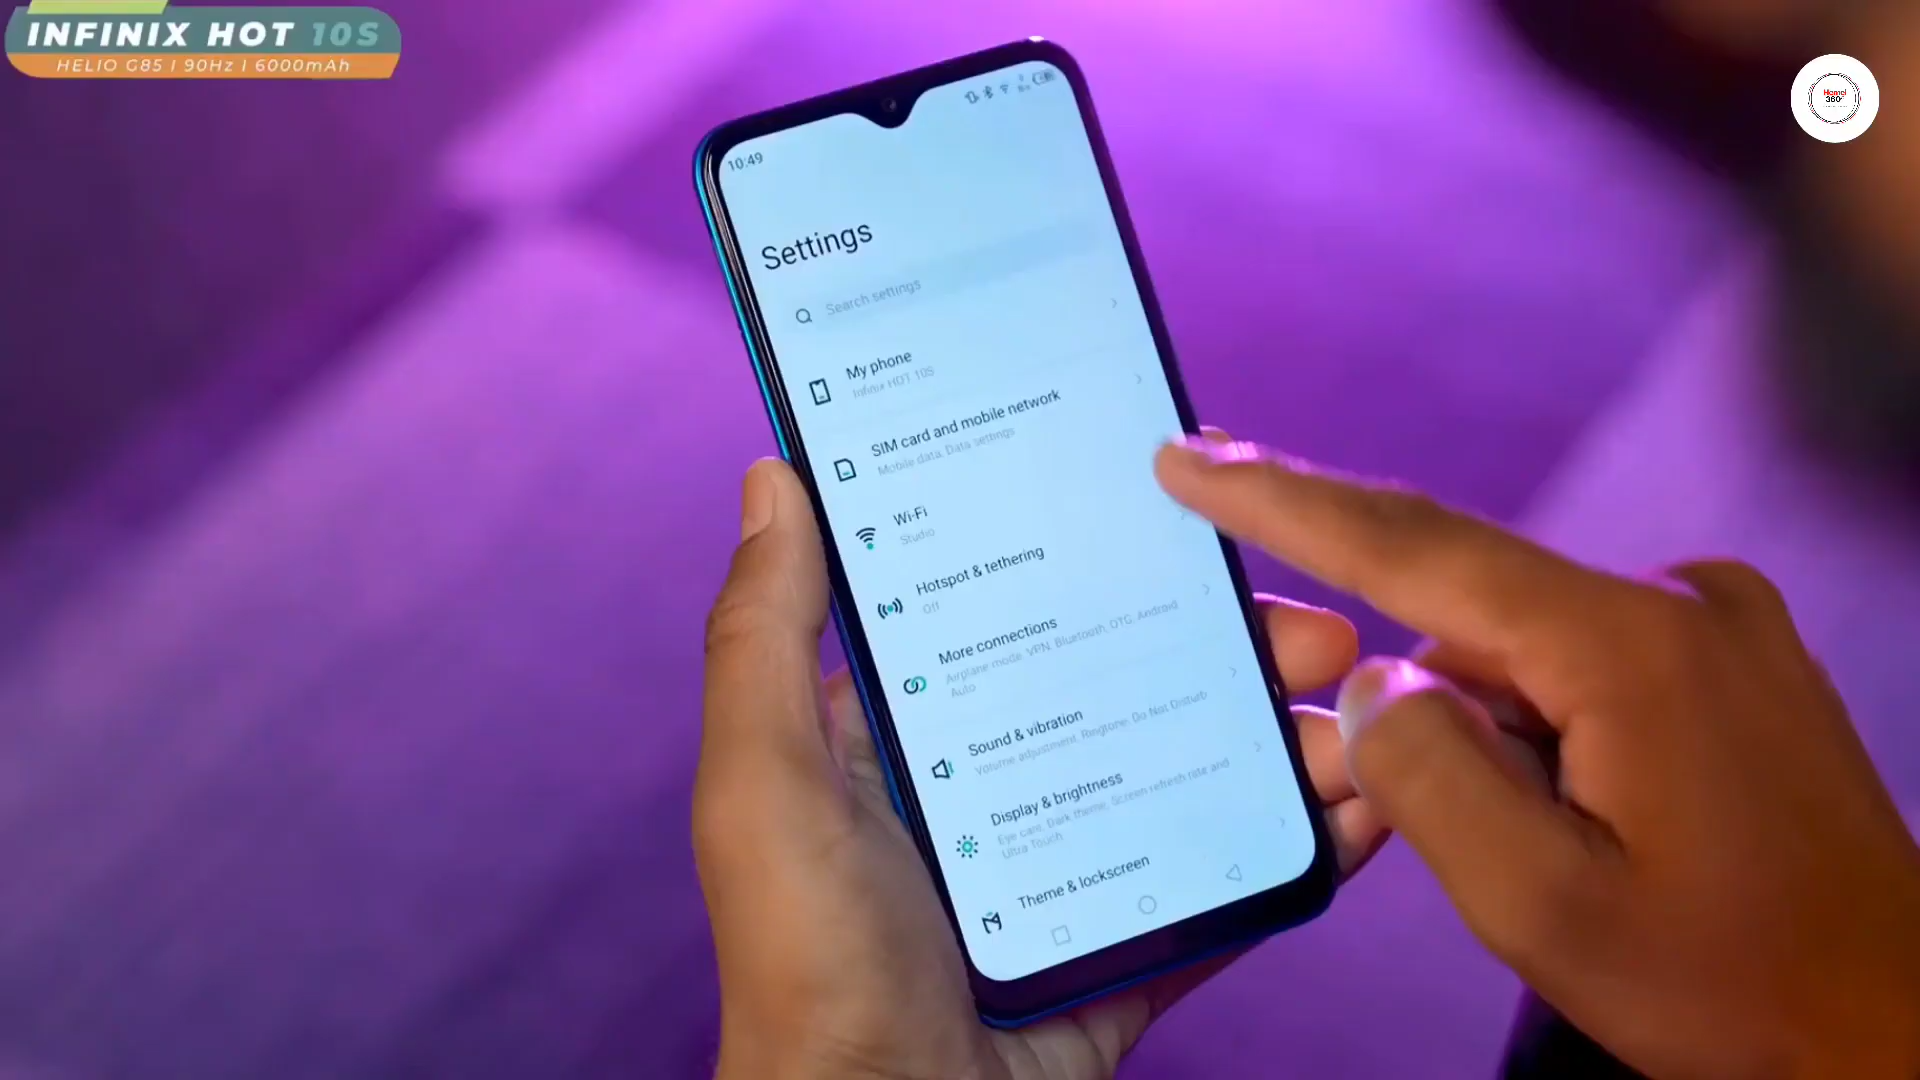 INFINIX HOT 10S
HELIO G85 | 90Hz | 6000mAh
Hamel
360°
10:49
Settings
Search settings
My phone
Infinix HOT 10S
SIM card and mobile network
Mobile data, Data settings
Wi-Fi
Studio
Hotspot & tethering
Off
More connections
Airplane mode, VPN, Bluetooth, OTG, Android
Auto
Sound & vibration
Volume adjustment, Ringtone, Do Not Disturb
Display & brightness
Eye care, Dark theme, Screen refresh rate and
Ultra Touch
Theme & lockscreen